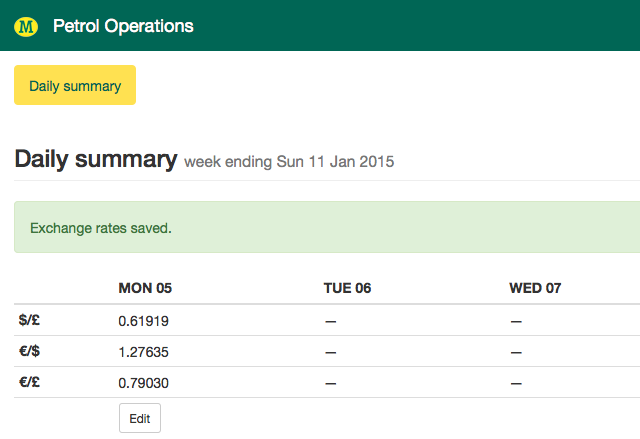 M Petrol Operations
Daily summary
Daily summary week ending Sun 11 Jan 2015
Exchange rates saved.
MON 05 TUE 06 WED 07
$/£ 0.61919 — —
€/$ 1.27635 — —
€/£ 0.79030 — —
Edit